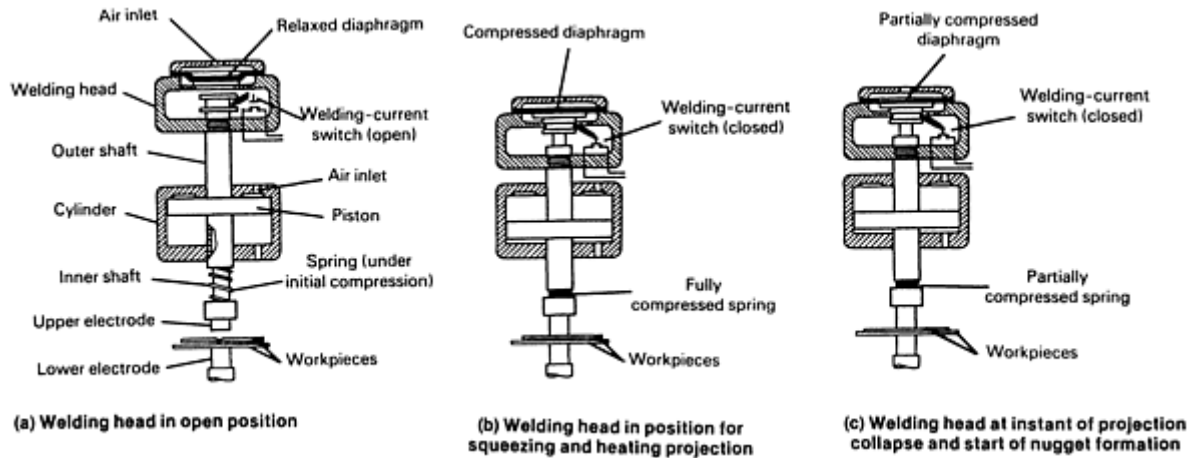 Air inlet
Relaxed diaphragm
Welding head
Welding-current
switch (open)
Outer shaft
Air inlet
Cylinder
Piston
Inner shaft
Spring (under
initial compression)
Upper electrode
Lower electrode
Workpieces
(a) Welding head in open position
Compressed diaphragm
Welding-current
switch (closed)
Fully
compressed spring
Workpieces
(b) Welding head in position for
squeezing and heating projection
Partially compressed
diaphragm
Welding-current
switch (closed)
Partially
compressed spring
Workpieces
(c) Welding head at instant of projection
collapse and start of nugget formation